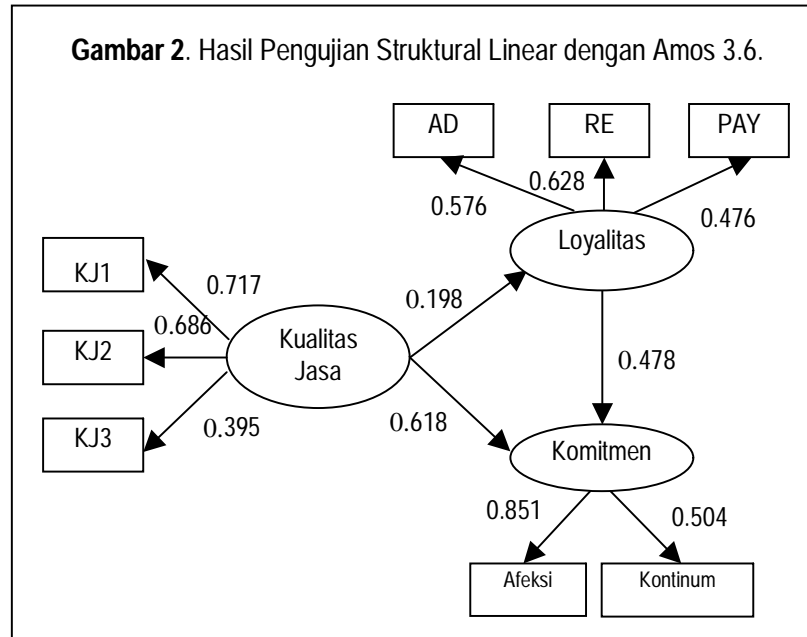 Gambar 2. Hasil Pengujian Struktural Linear dengan Amos 3.6.
AD
RE
PAY
0.628
0.576
0.476
Loyalitas
KJ1
0.717
0.198
0.686
KJ2
Kualitas
Jasa
0.478
KJ3
0.395
0.618
Komitmen
0.851
0.504
Afeksi
Kontinum